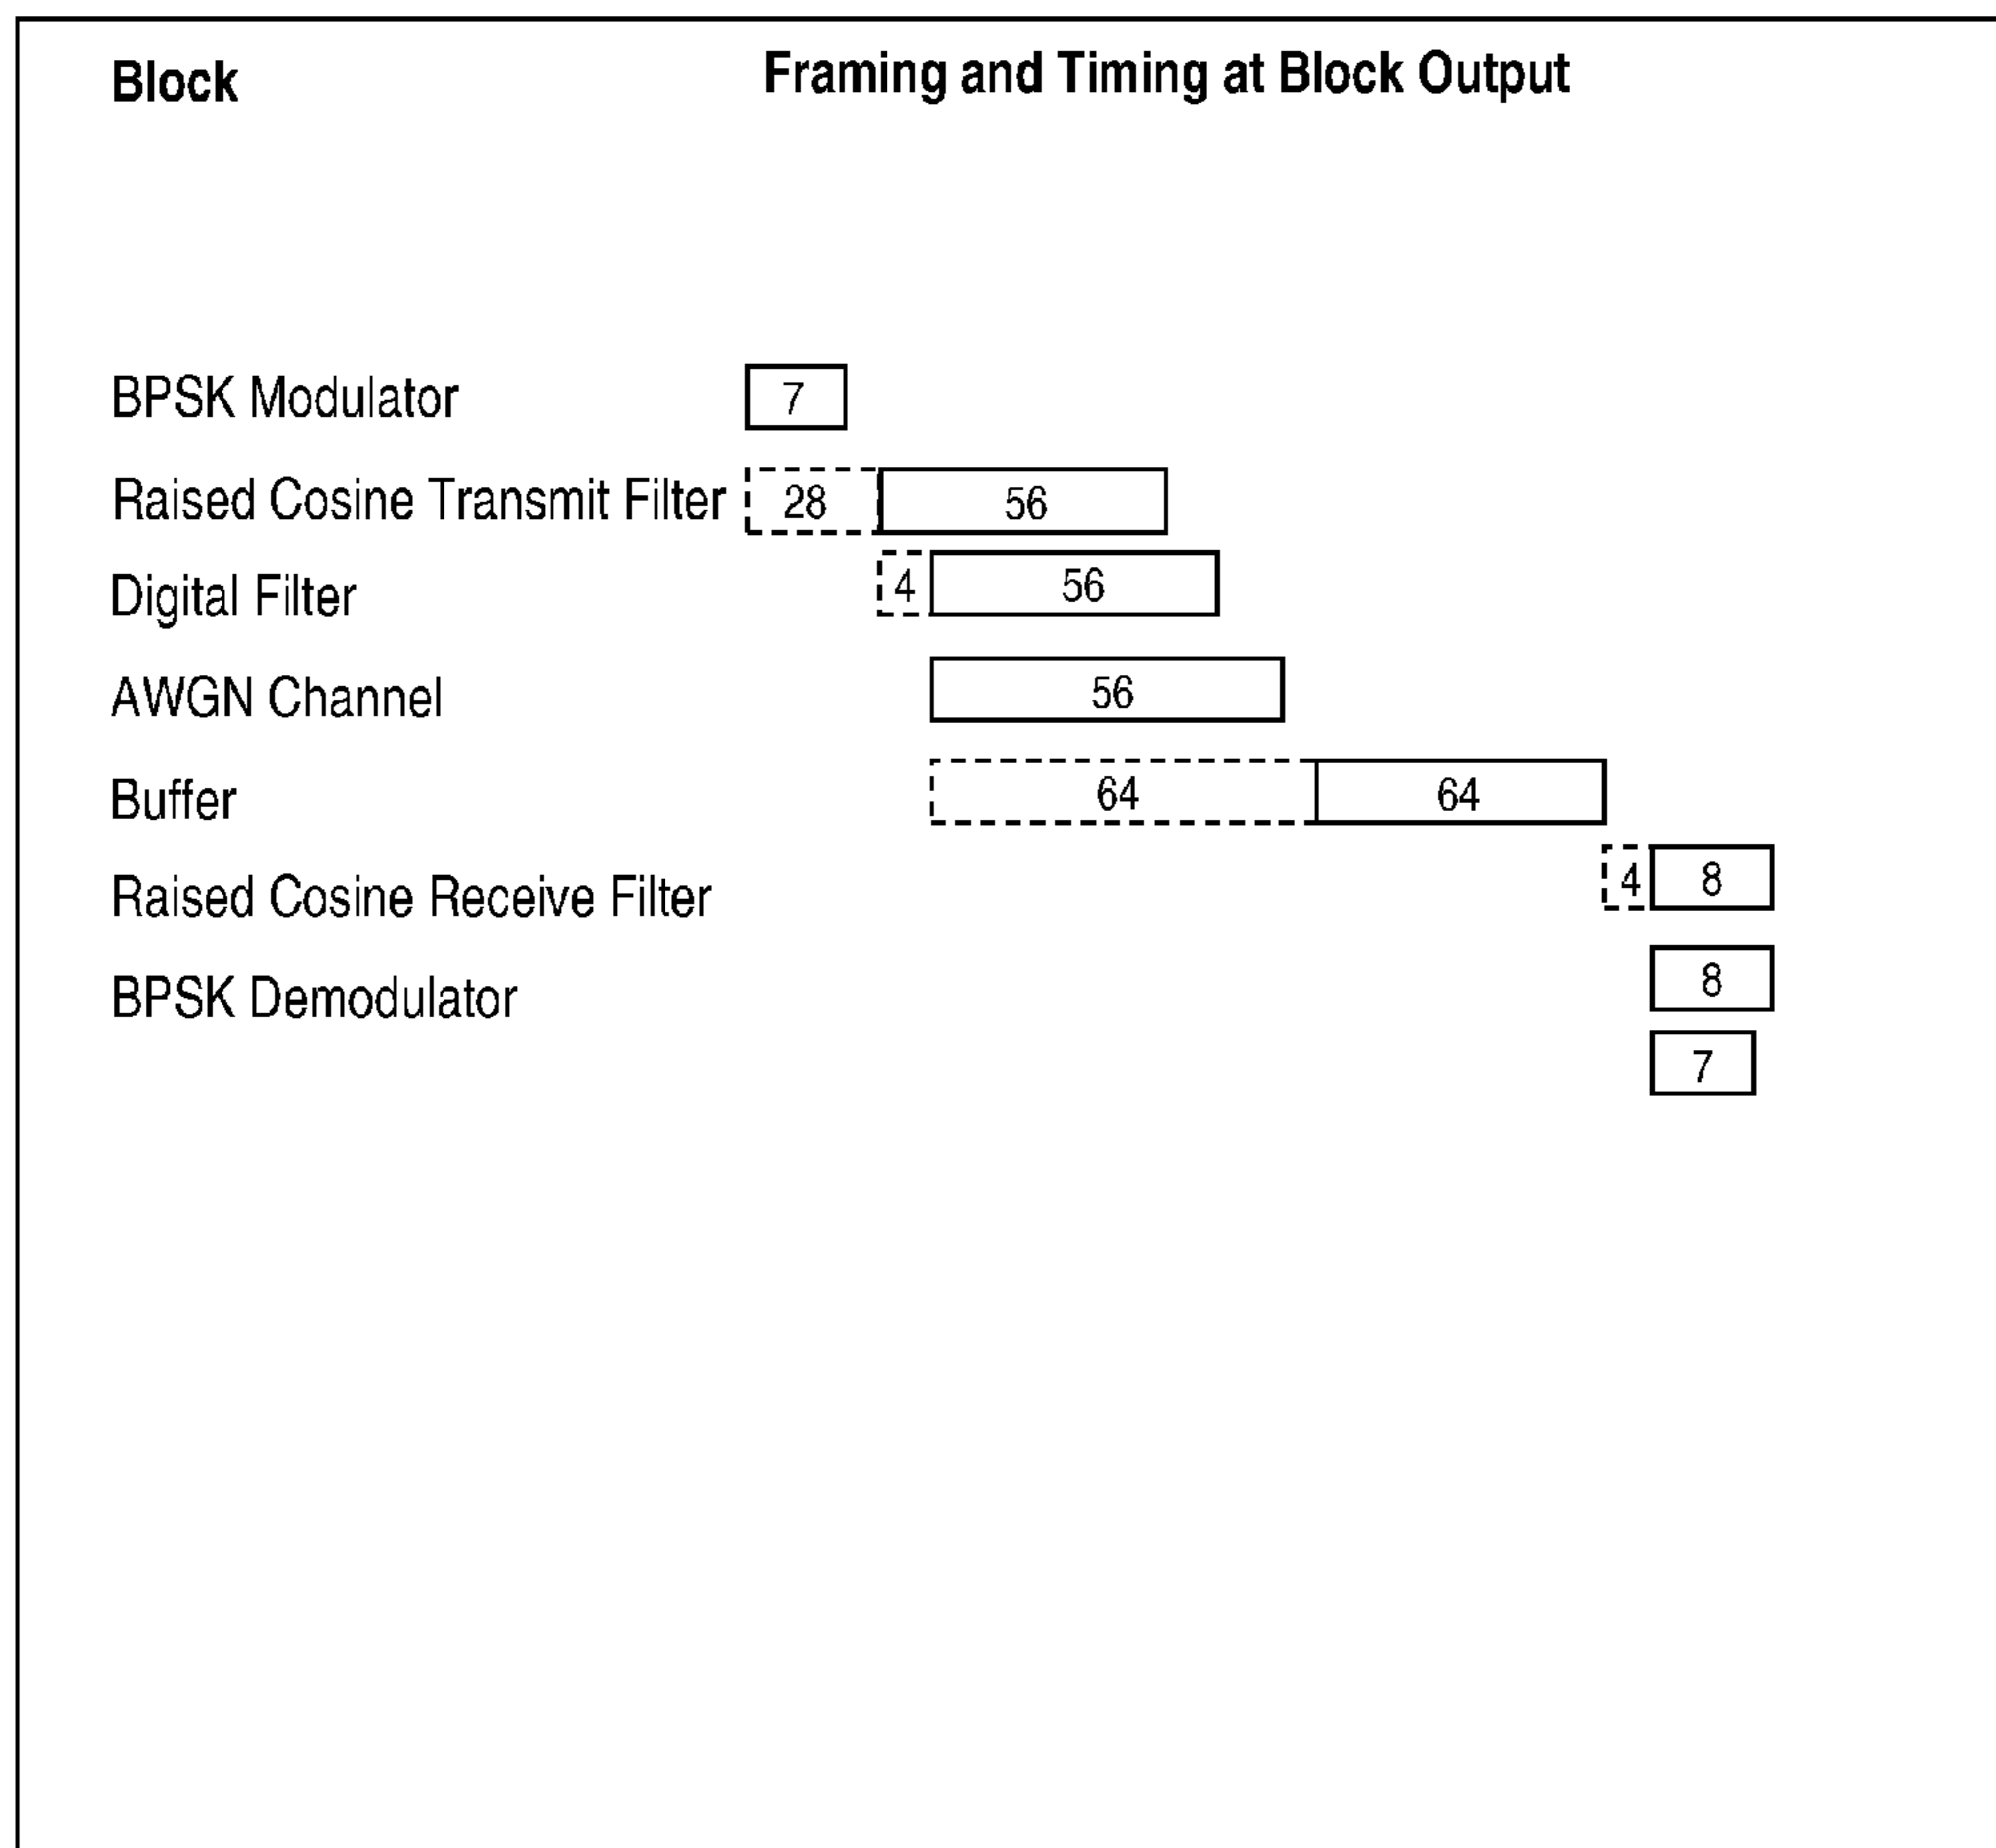 Block Framing and Timing at Block Output
BPSK Modulator 7
Raised Cosine Transmit Filter 28 56
Digital Filter 4 56
AWGN Channel 56
Buffer 64 64
Raised Cosine Receive Filter 4 8
BPSK Demodulator 8
7